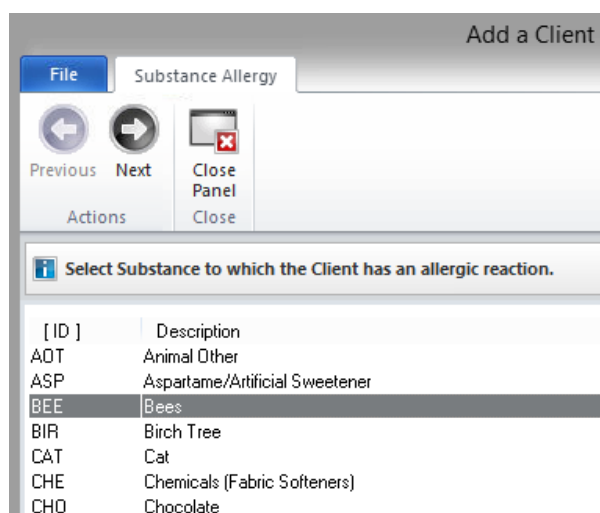 Add a Client
File Substance Allergy
Previous Next Close Panel
Actions Close
Select Substance to which the Client has an allergic reaction.
[ ID ] Description
AOT Animal Other
ASP Aspartame/Artificial Sweetener
BEE Bees
BIR Birch Tree
CAT Cat
CHE Chemicals (Fabric Softeners)
CHO Chocolate